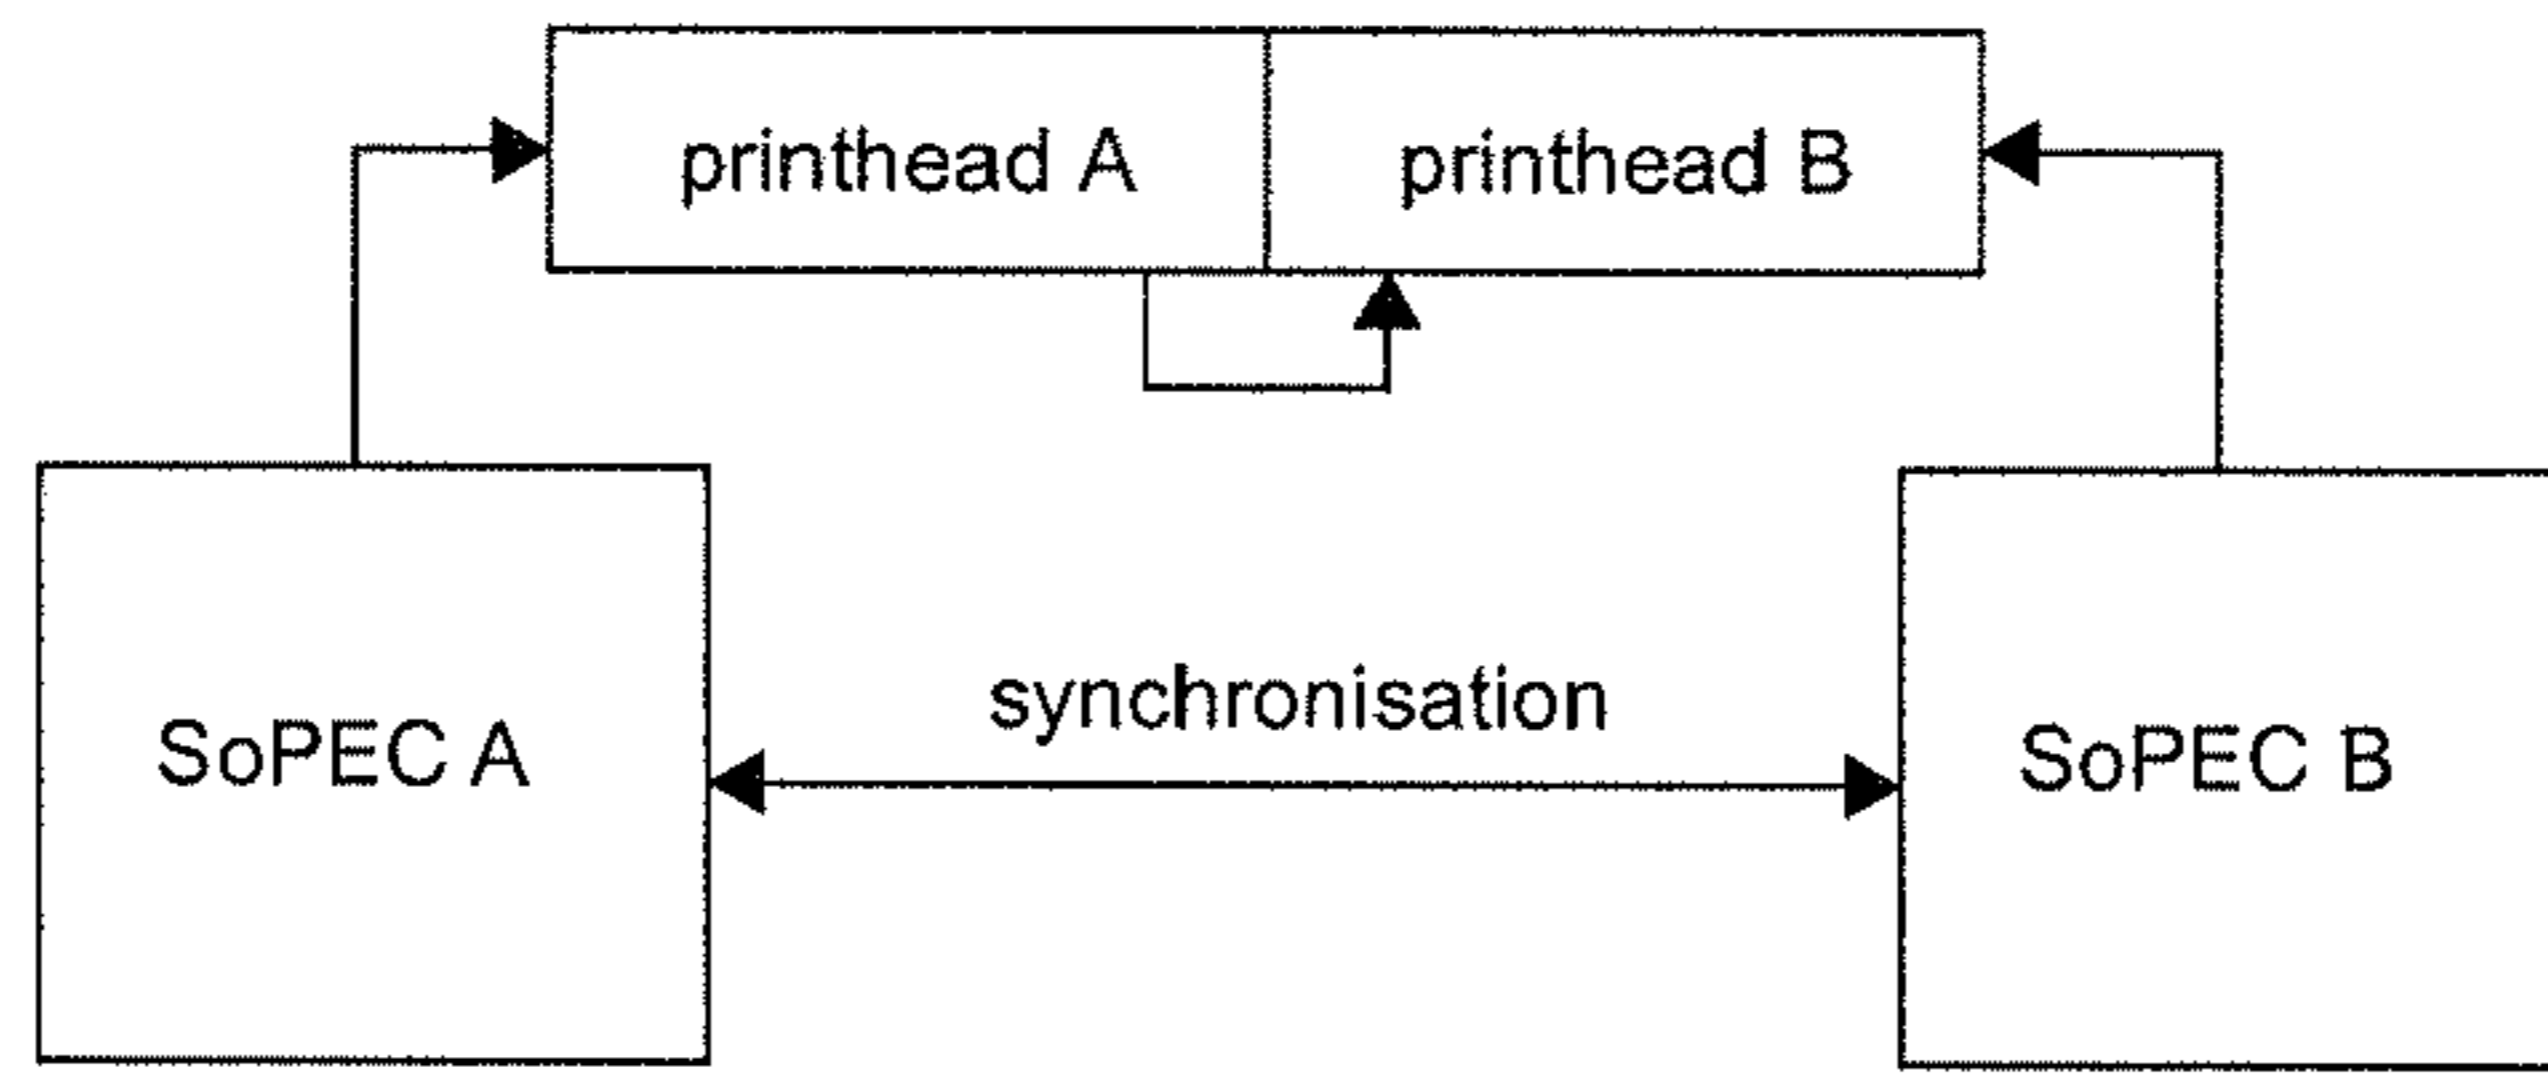 printhead A
printhead B
synchronisation
SoPEC A
SoPEC B